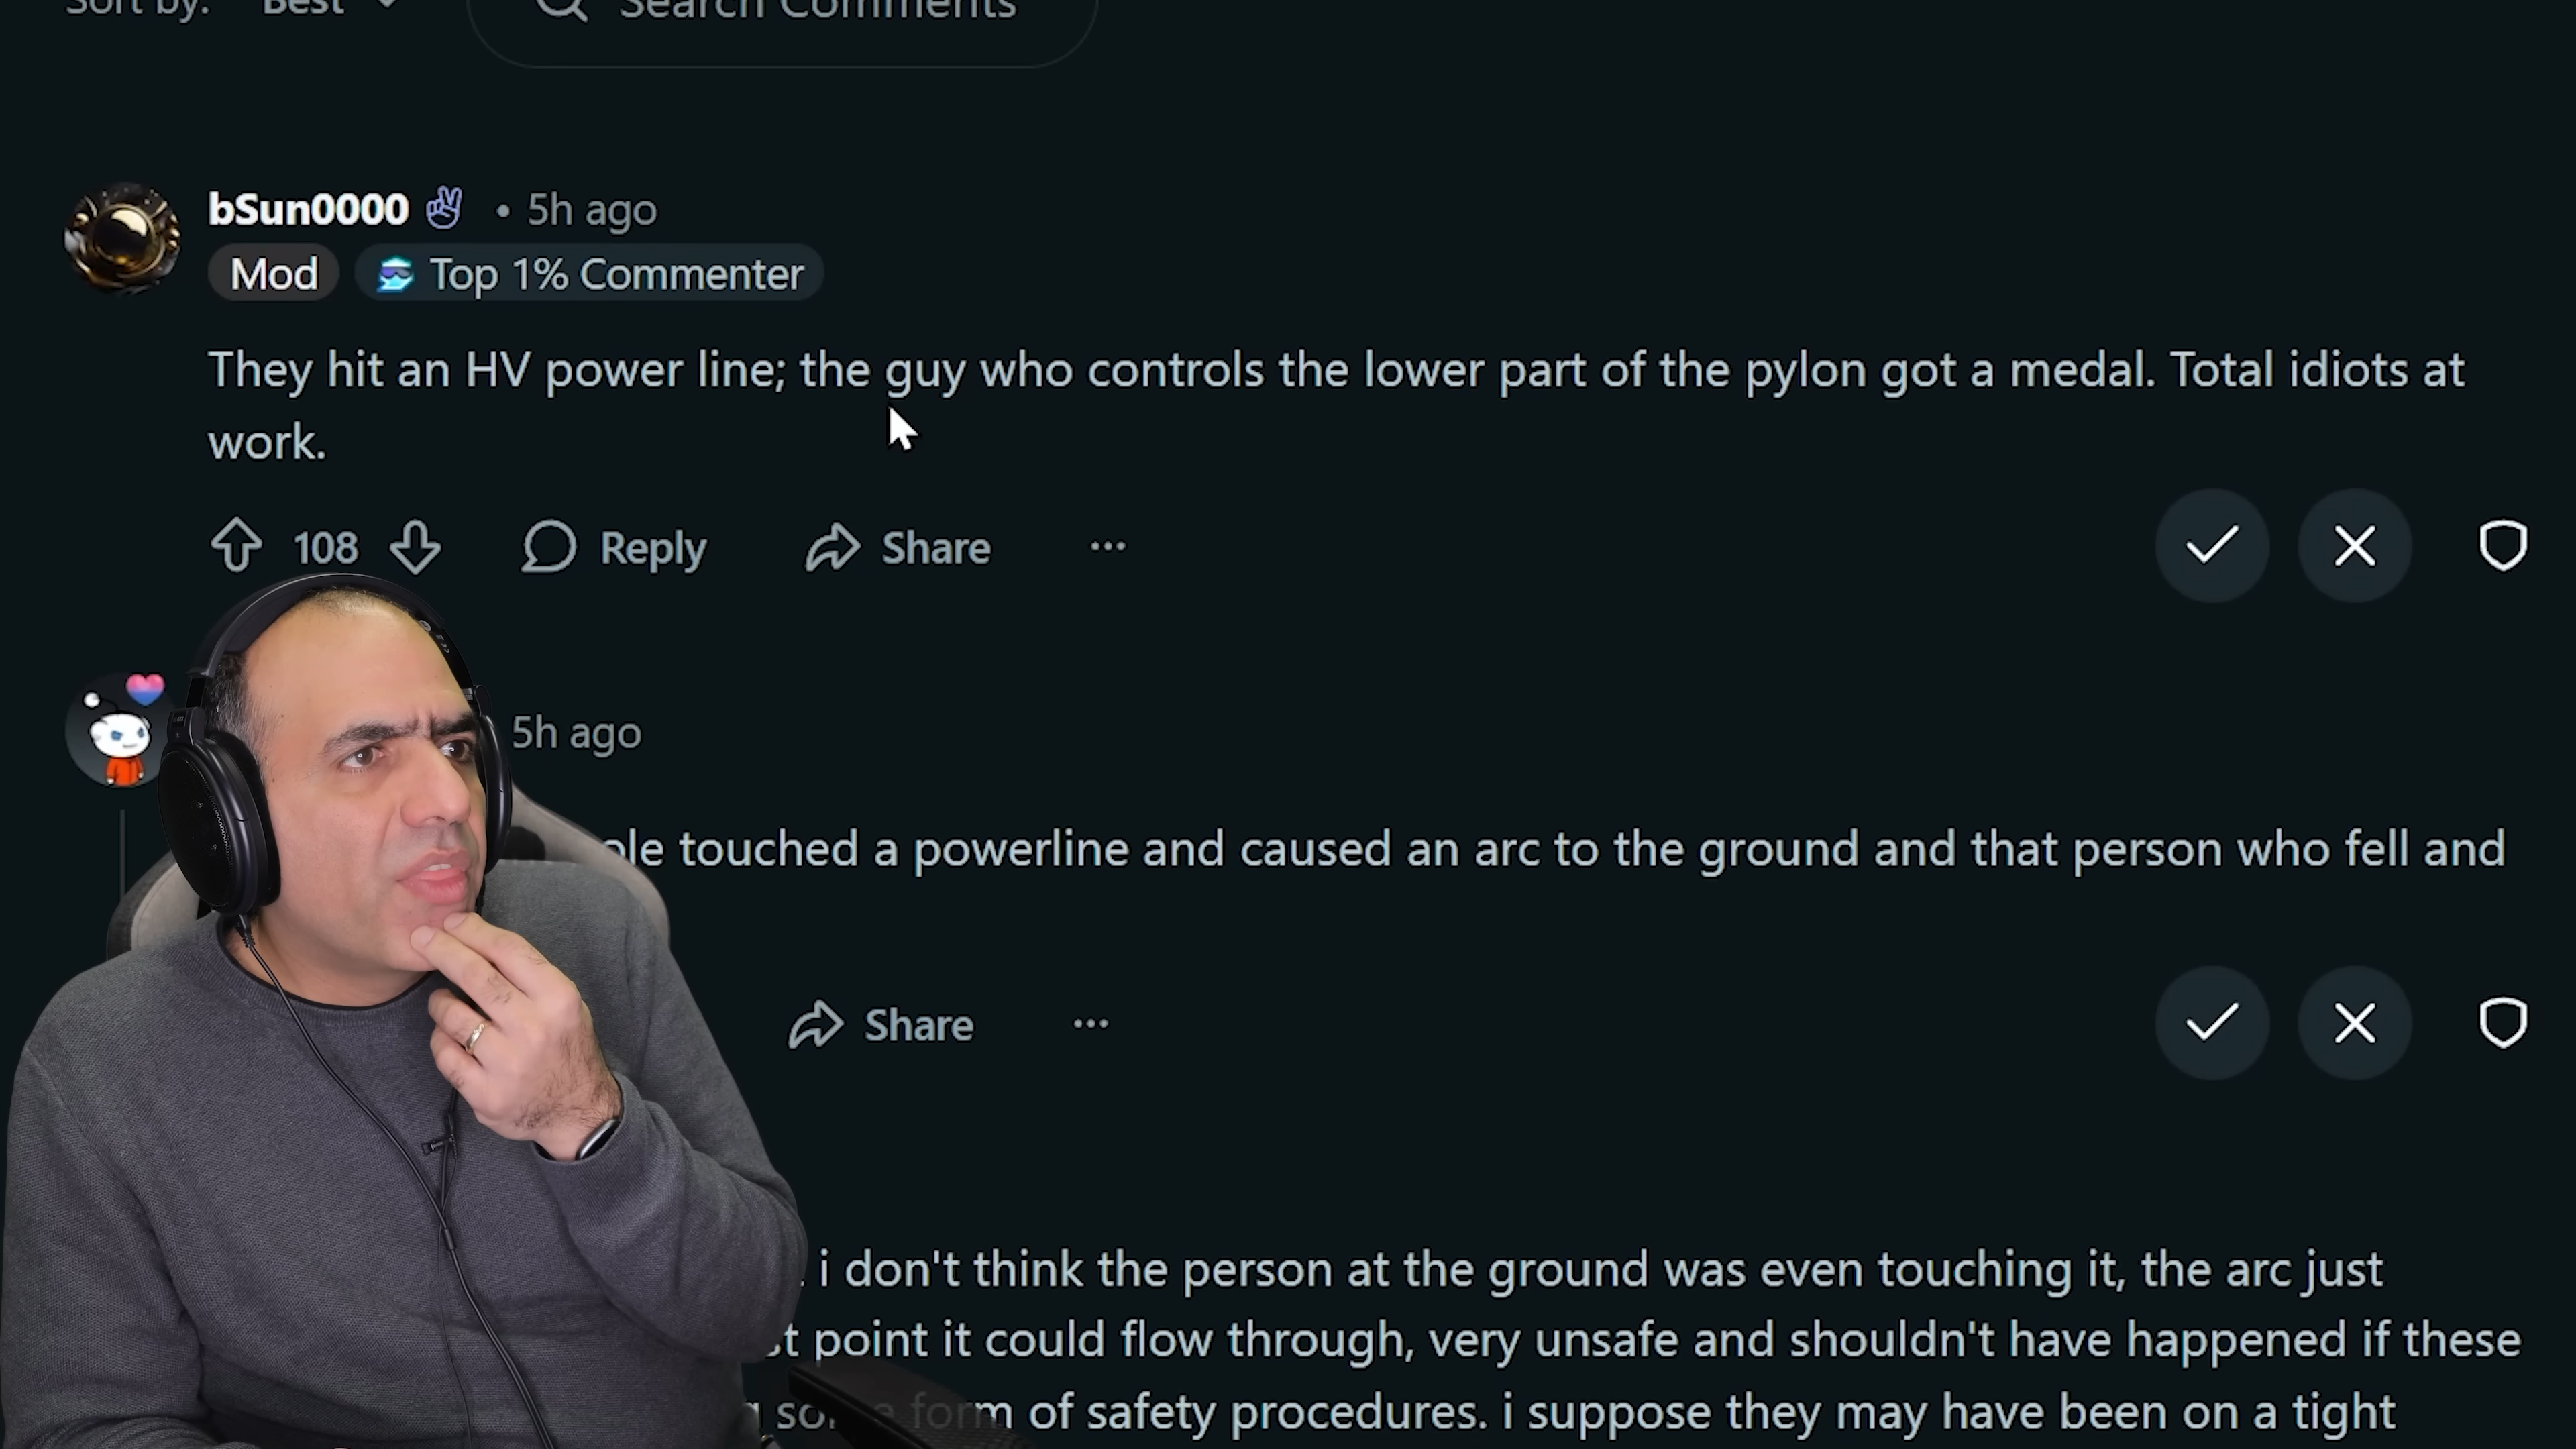 Sort by: Best
Search Comments
bSun0000 • 5h ago
Mod Top 1% Commenter
They hit an HV power line; the guy who controls the lower part of the pylon got a medal. Total idiots at
work.
108 Reply Share ...
5h ago
touched a powerline and caused an arc to the ground and that person who fell and
Share ...
i don't think the person at the ground was even touching it, the arc just
point it could flow through, very unsafe and shouldn't have happened if these
form of safety procedures. i suppose they may have been on a tight